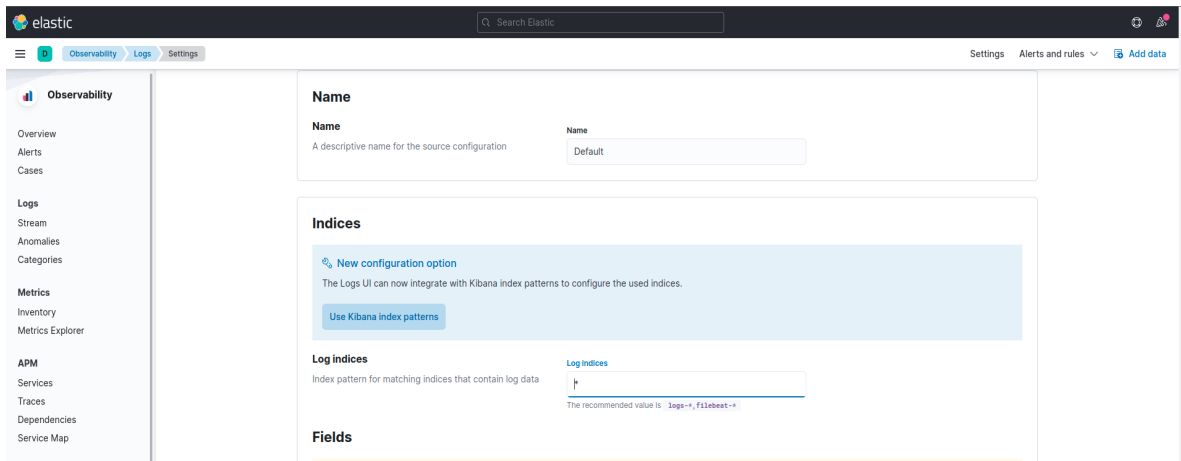 elastic
Search Elastic
D
Observability
Logs
Settings
Settings
Alerts and rules
Add data
Observability
Overview
Alerts
Cases
Logs
Stream
Anomalies
Categories
Metrics
Inventory
Metrics Explorer
APM
Services
Traces
Dependencies
Service Map
Name
Name
A descriptive name for the source configuration
Name
Default
Indices
New configuration option
The Logs UI can now integrate with Kibana index patterns to configure the used indices.
Use Kibana index patterns
Log indices
Index pattern for matching indices that contain log data
Log indices
*
The recommended value is logs-*,filebeat-*
Fields